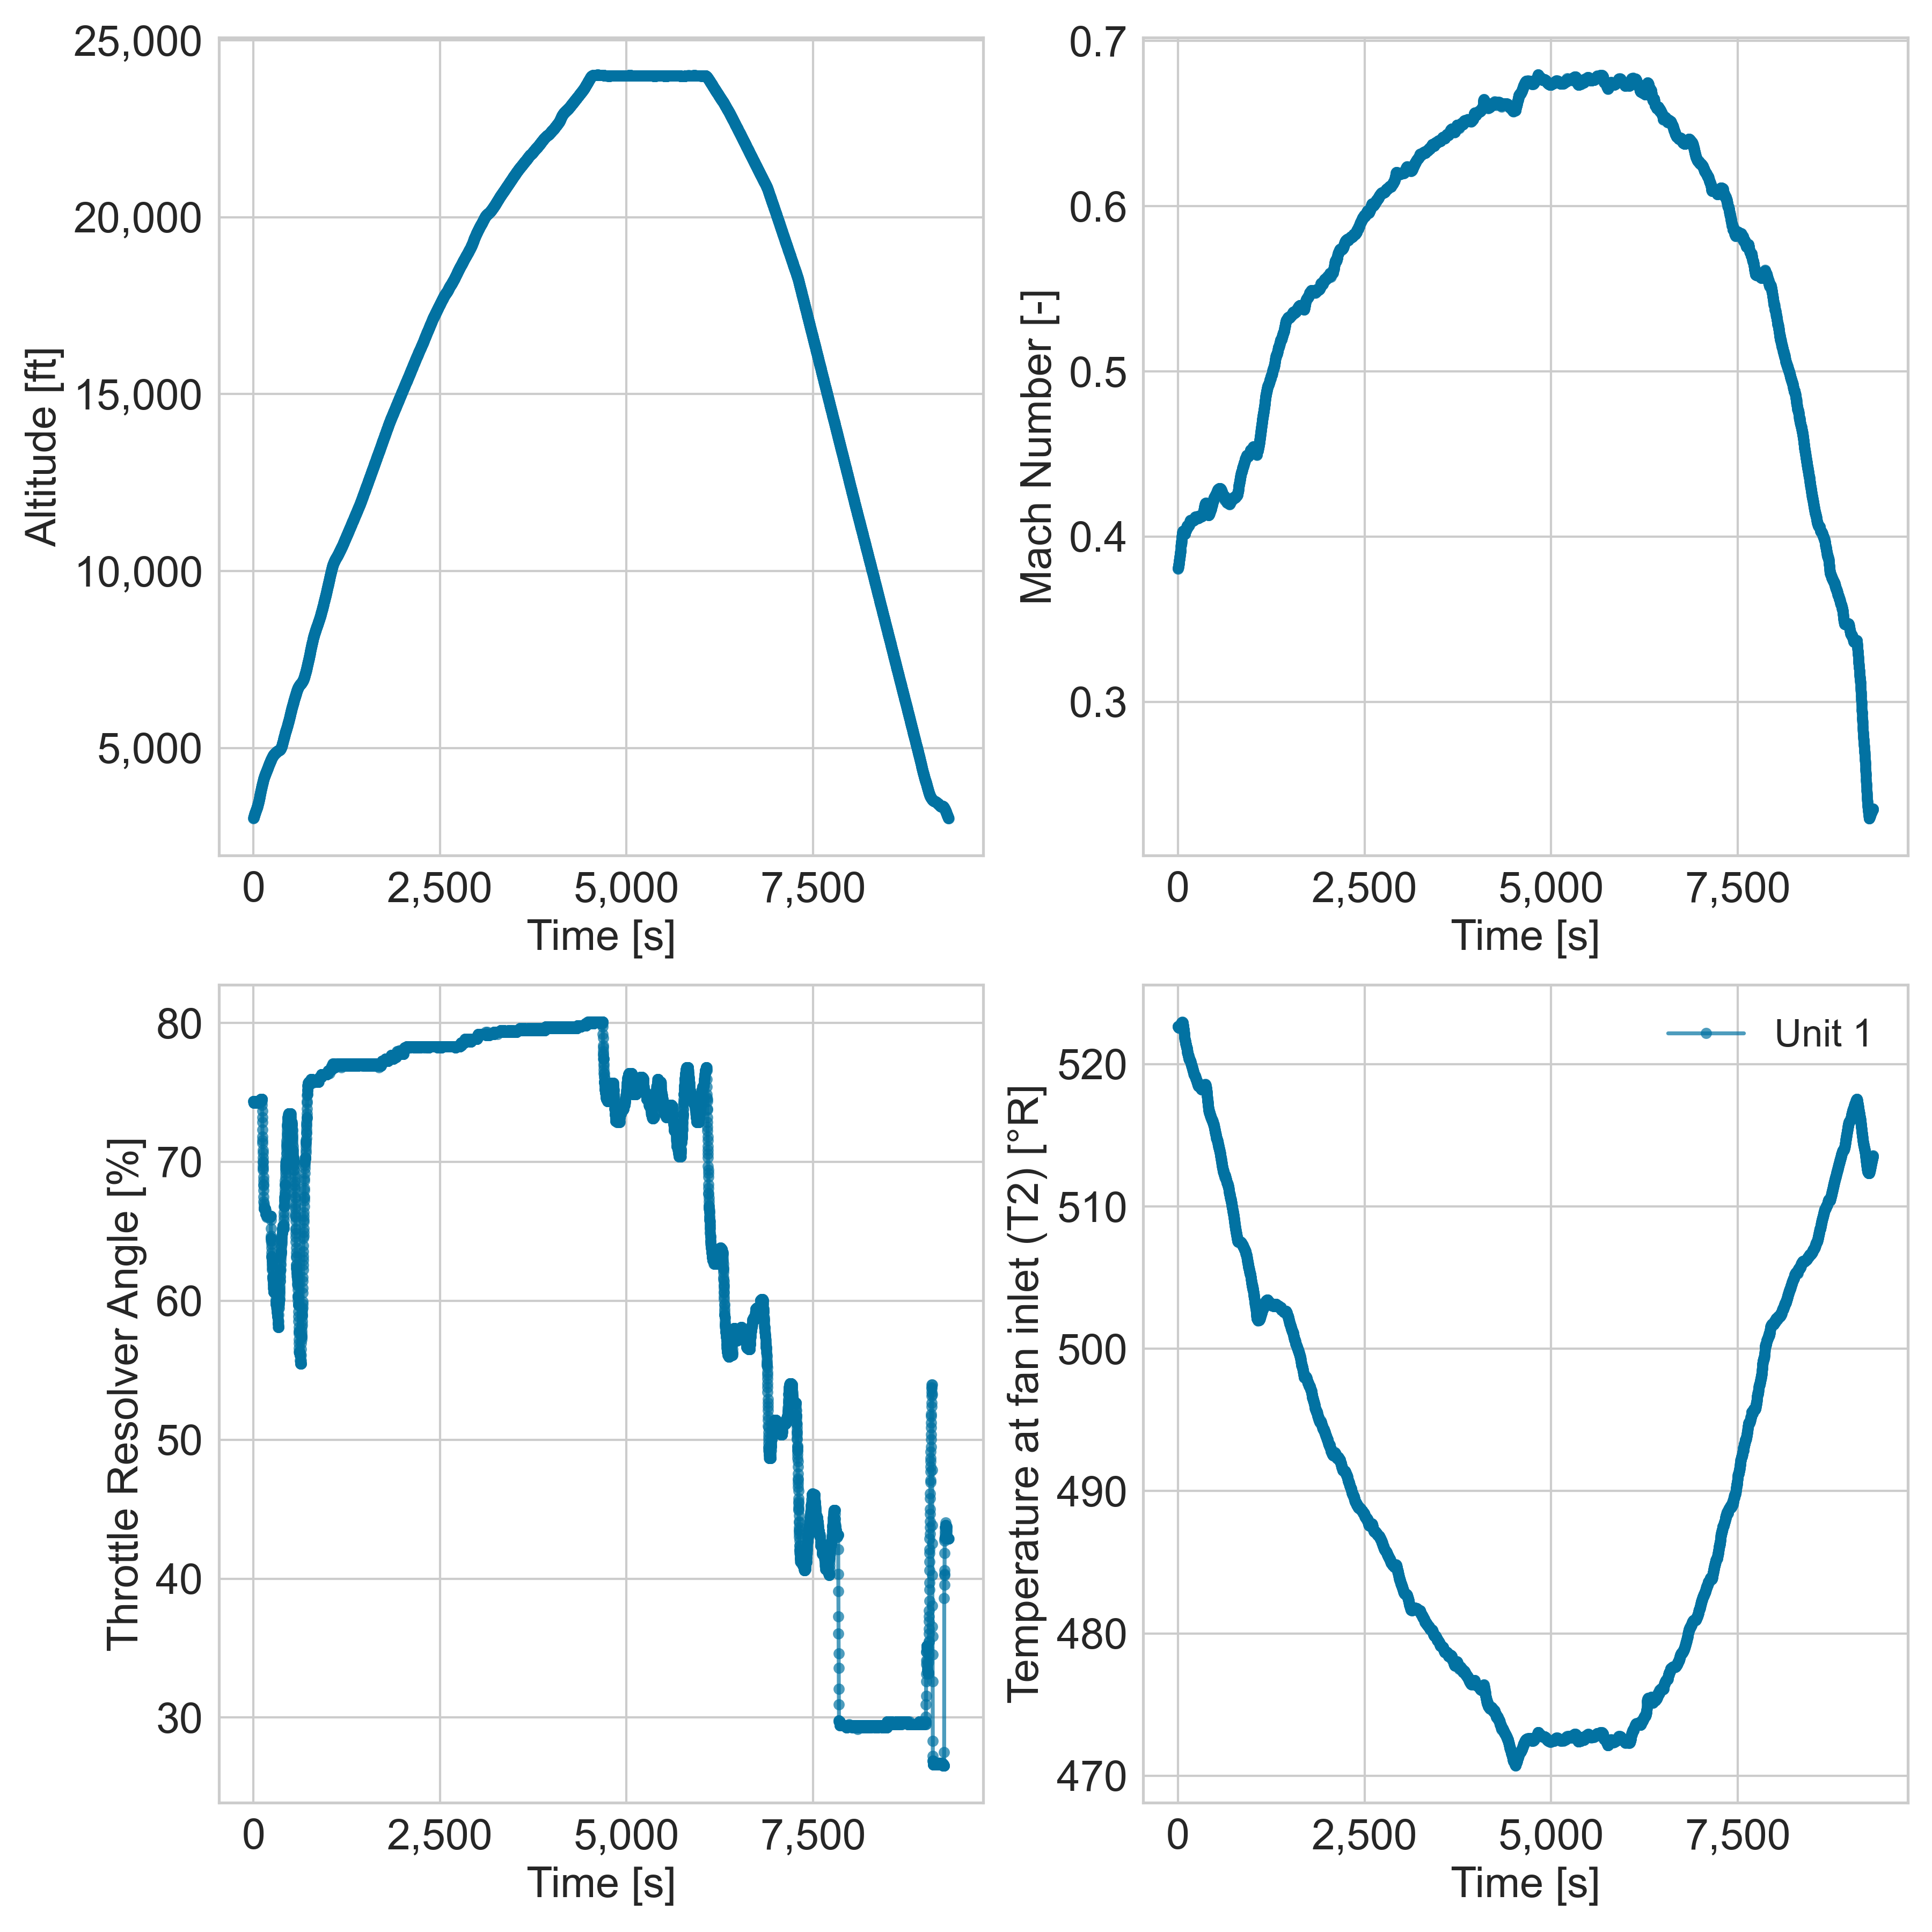 25,000
20,000
15,000
10,000
5,000
Altitude [ft]
0 2,500 5,000 7,500
Time [s]
0.7
0.6
0.5
0.4
0.3
Mach Number [-]
0 2,500 5,000 7,500
Time [s]
80
70
60
50
40
30
Throttle Resolver Angle [%]
0 2,500 5,000 7,500
Time [s]
Unit 1
520
510
500
490
480
470
Temperature at fan inlet (T2) [°R]
0 2,500 5,000 7,500
Time [s]